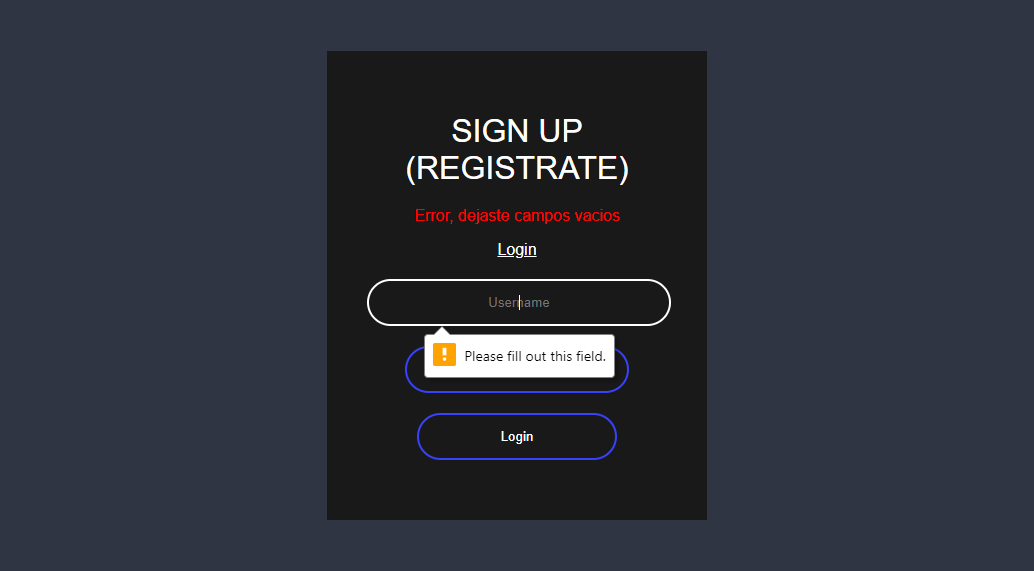 SIGN UP
(REGISTRATE)
Error, dejaste campos vacios
Login
Username
Please fill out this field.
Login